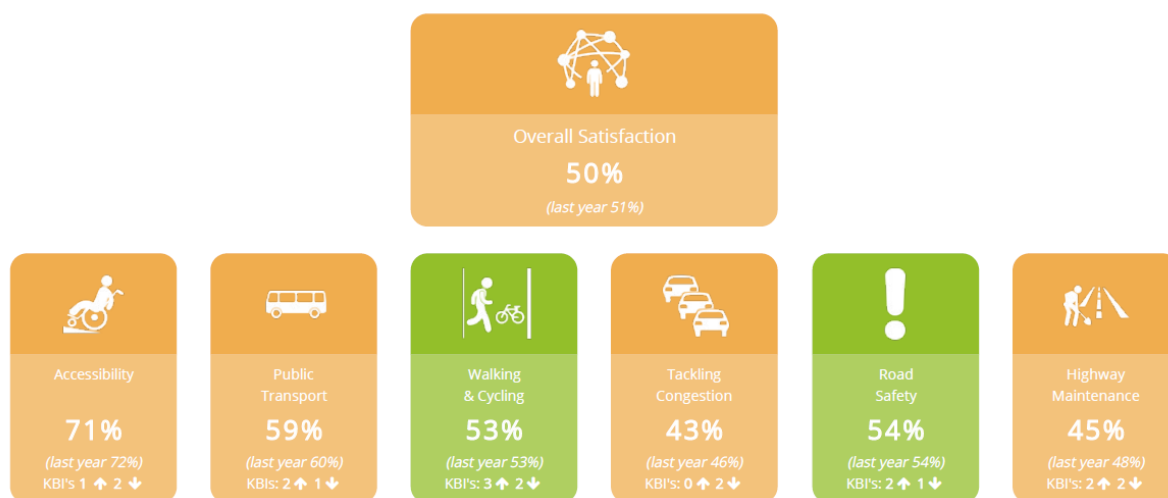 Overall Satisfaction
50%
(last year 51%)
Accessibility
71%
(last year 72%)
KBI's 1 ↑ 2 ↓
Public
Transport
59%
(last year 60%)
KBIs: 2 ↑ 1 ↓
Walking
& Cycling
53%
(last year 53%)
KBI's: 3 ↑ 2 ↓
Tackling
Congestion
43%
(last year 46%)
KBI's: 0 ↑ 2 ↓
Road
Safety
54%
(last year 54%)
KBI's: 2 ↑ 1 ↓
Highway
Maintenance
45%
(last year 48%)
KBI's: 2 ↑ 2 ↓